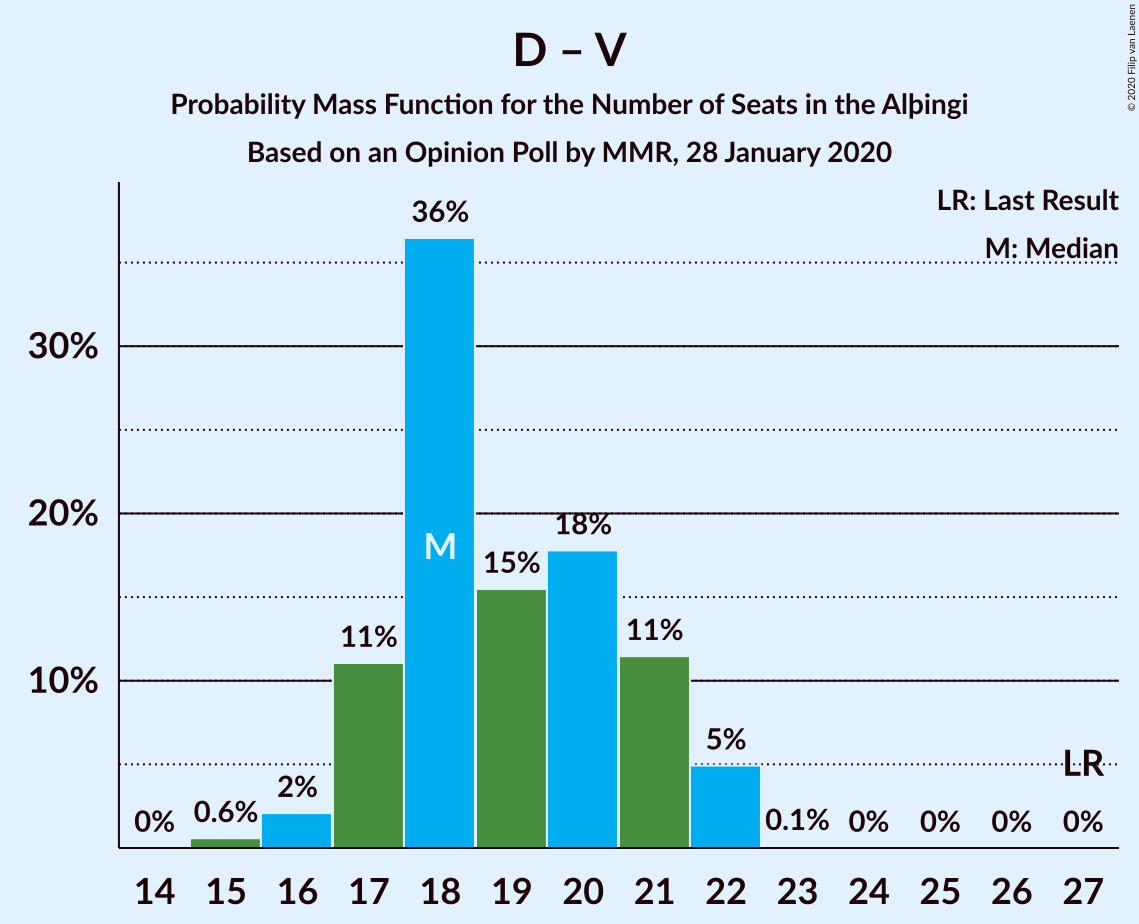 D – V
Probability Mass Function for the Number of Seats in the Alþingi
Based on an Opinion Poll by MMR, 28 January 2020
© 2020 Filip van Laenen
LR: Last Result
M: Median
36%
30%
20%
18%
M
15%
11%
11%
10%
5%
LR
2%
0.6%
0%
0.1%
0%
0%
0%
0%
14 15 16 17 18 19 20 21 22 23 24 25 26 27